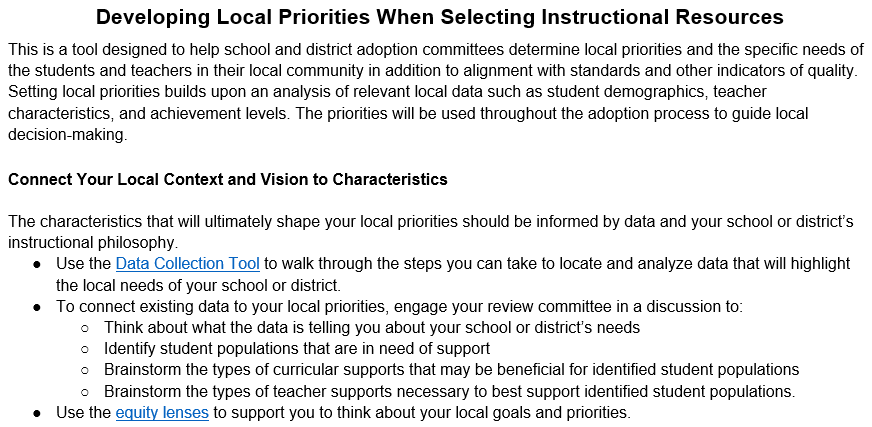 Developing Local Priorities When Selecting Instructional Resources
This is a tool designed to help school and district adoption committees determine local priorities and the specific needs of
the students and teachers in their local community in addition to alignment with standards and other indicators of quality.
Setting local priorities builds upon an analysis of relevant local data such as student demographics, teacher
characteristics, and achievement levels. The priorities will be used throughout the adoption process to guide local
decision-making.
Connect Your Local Context and Vision to Characteristics
The characteristics that will ultimately shape your local priorities should be informed by data and your school or district's
instructional philosophy.
● Use the Data Collection Tool to walk through the steps you can take to locate and analyze data that will highlight
the local needs of your school or district.
● To connect existing data to your local priorities, engage your review committee in a discussion to:
○ Think about what the data is telling you about your school or district's needs
○ Identify student populations that are in need of support
○ Brainstorm the types of curricular supports that may be beneficial for identified student populations
○ Brainstorm the types of teacher supports necessary to best support identified student populations.
● Use the equity lenses to support you to think about your local goals and priorities.